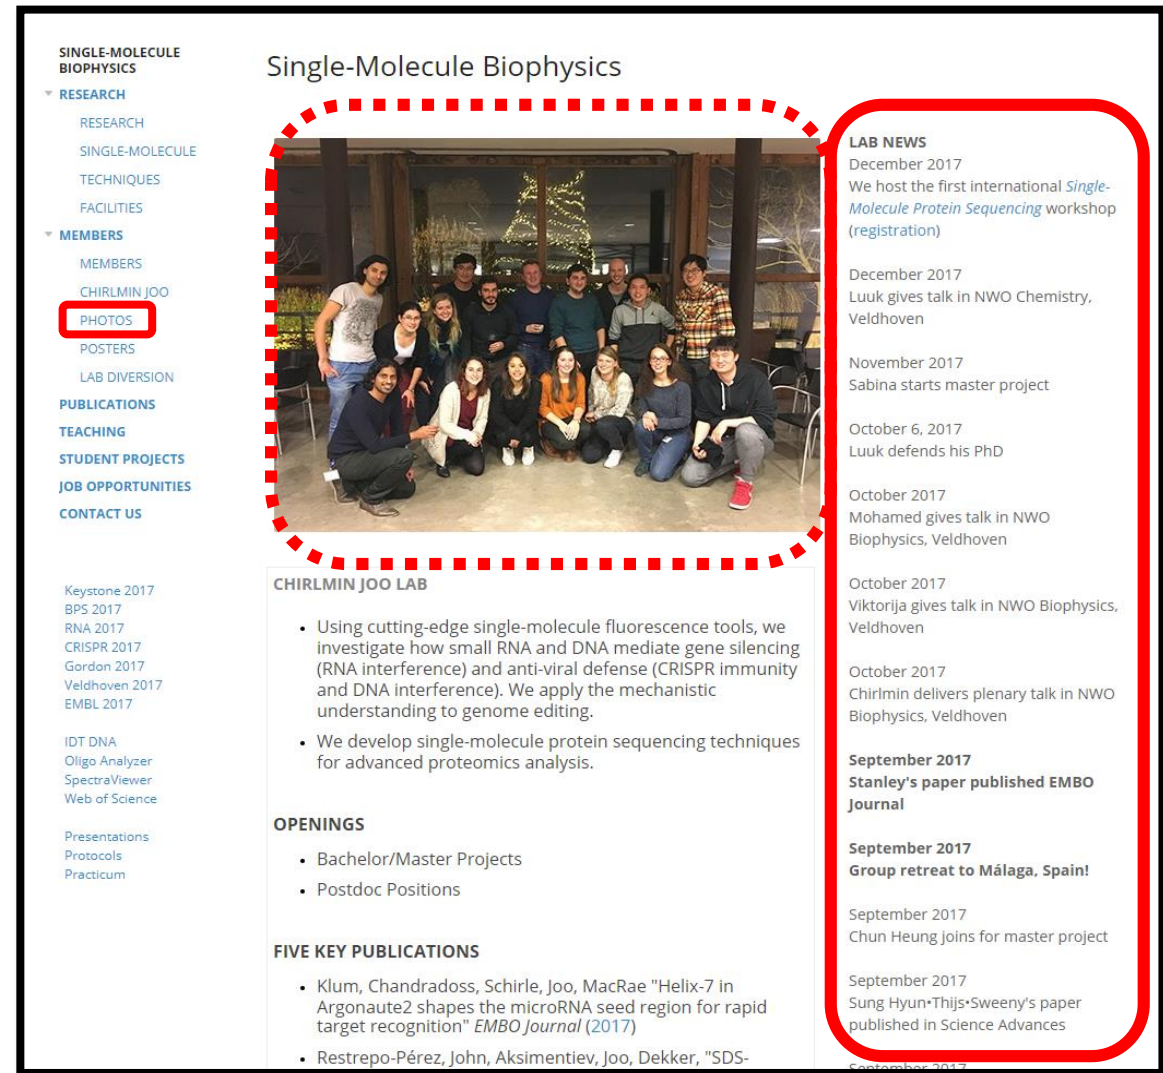 SINGLE-MOLECULE
BIOPHYSICS
RESEARCH
RESEARCH
SINGLE-MOLECULE
TECHNIQUES
FACILITIES
MEMBERS
MEMBERS
CHIRLMIN JOO
PHOTOS
POSTERS
LAB DIVERSION
PUBLICATIONS
TEACHING
STUDENT PROJECTS
JOB OPPORTUNITIES
CONTACT US
Keystone 2017
BPS 2017
RNA 2017
CRISPR 2017
Gordon 2017
Veldhoven 2017
EMBL 2017
IDT DNA
Oligo Analyzer
SpectraViewer
Web of Science
Presentations
Protocols
Practicum
Single-Molecule Biophysics
CHIRLMIN JOO LAB
• Using cutting-edge single-molecule fluorescence tools, we
investigate how small RNA and DNA mediate gene silencing
(RNA interference) and anti-viral defense (CRISPR immunity
and DNA interference). We apply the mechanistic
understanding to genome editing.
• We develop single-molecule protein sequencing techniques
for advanced proteomics analysis.
OPENINGS
• Bachelor/Master Projects
• Postdoc Positions
FIVE KEY PUBLICATIONS
• Klum, Chandradoss, Schirle, Joo, MacRae "Helix-7 in
Argonaute2 shapes the microRNA seed region for rapid
target recognition" EMBO Journal (2017)
• Restrepo-Pérez, John, Aksimentiev, Joo, Dekker, "SDS-
LAB NEWS
December 2017
We host the first international Single-
Molecule Protein Sequencing workshop
(registration)
December 2017
Luuk gives talk in NWO Chemistry,
Veldhoven
November 2017
Sabina starts master project
October 6, 2017
Luuk defends his PhD
October 2017
Mohamed gives talk in NWO
Biophysics, Veldhoven
October 2017
Viktorija gives talk in NWO Biophysics,
Veldhoven
October 2017
Chirlmin delivers plenary talk in NWO
Biophysics, Veldhoven
September 2017
Stanley's paper published EMBO
Journal
September 2017
Group retreat to Málaga, Spain!
September 2017
Chun Heung joins for master project
September 2017
Sung Hyun•Thijs•Sweeny's paper
published in Science Advances
September 2017